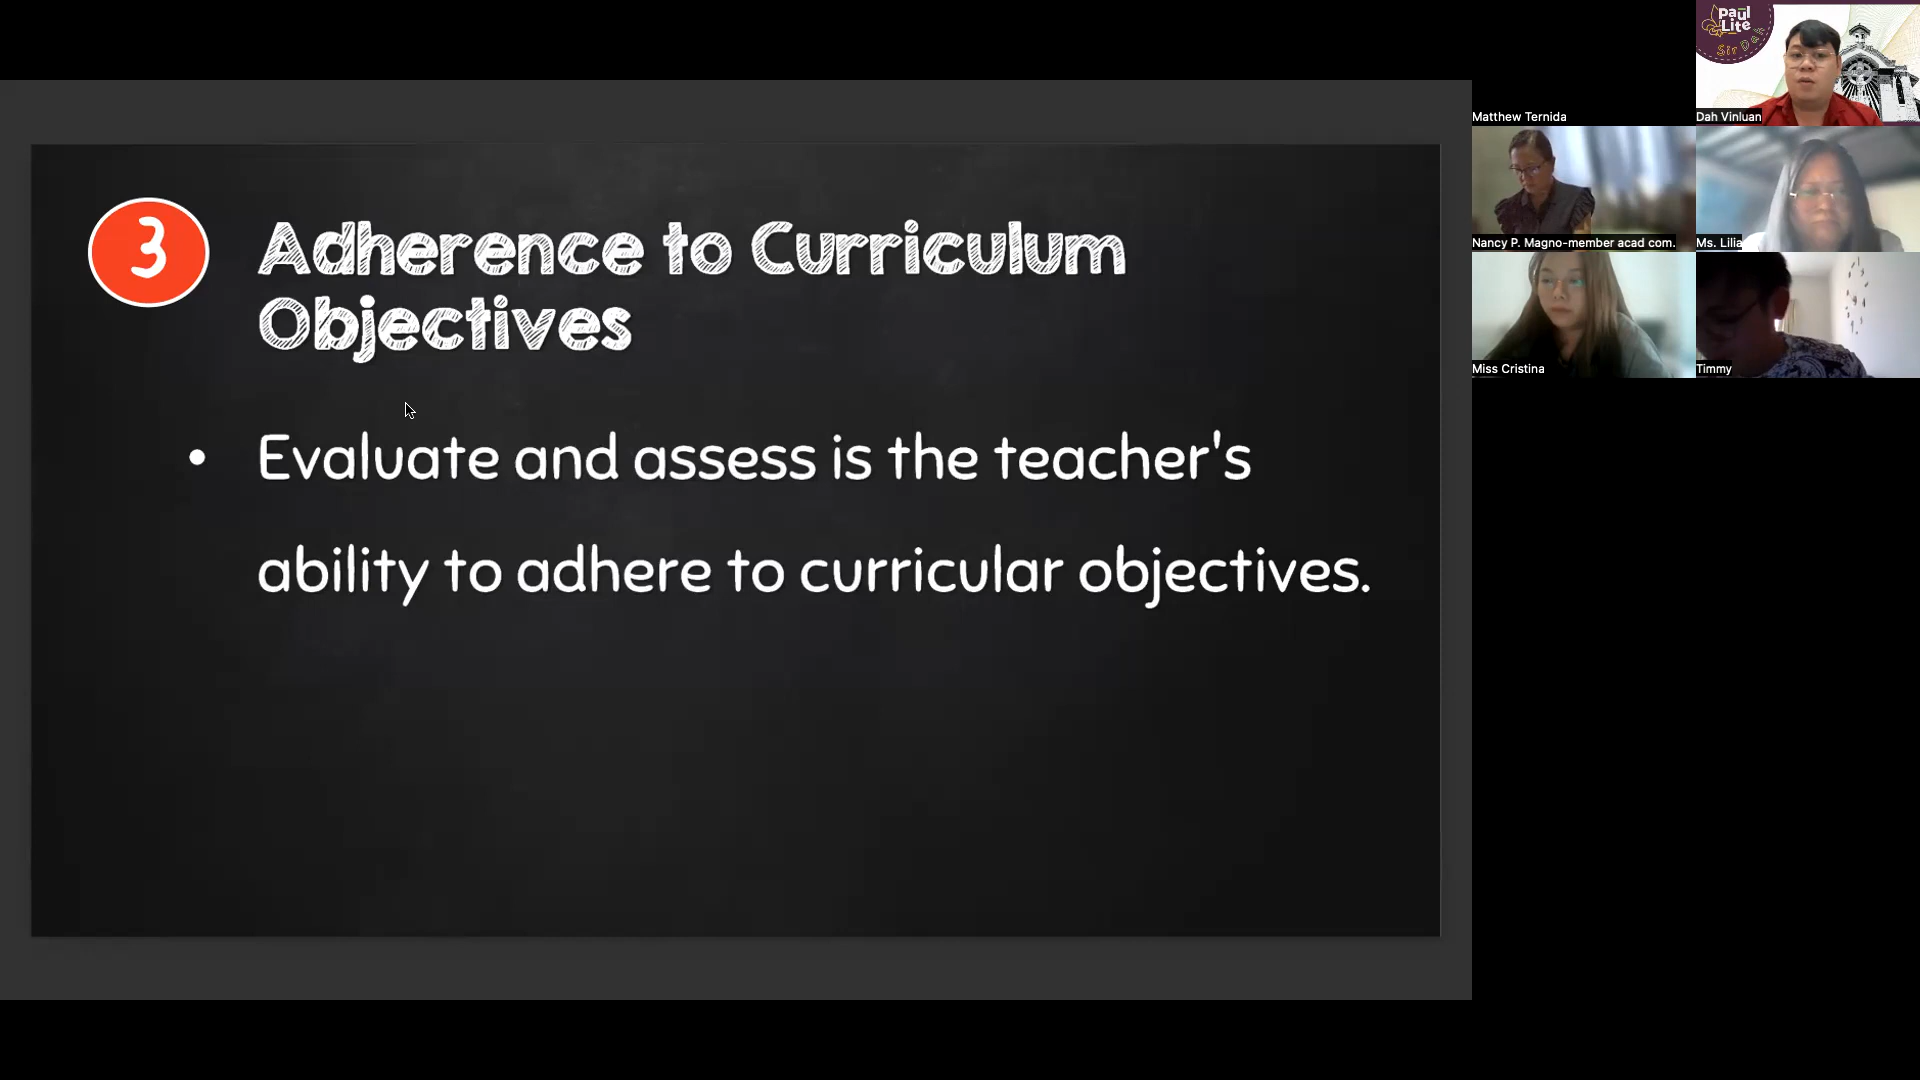 3
Adherence to Curriculum
Objectives
• Evaluate and assess is the teacher's
ability to adhere to curricular objectives.
Paul
Lite
Sir Dah
Matthew Ternida
Dah Vinluan
Nancy P. Magno-member acad com.
Ms. Lilia
Miss Cristina
Timmy